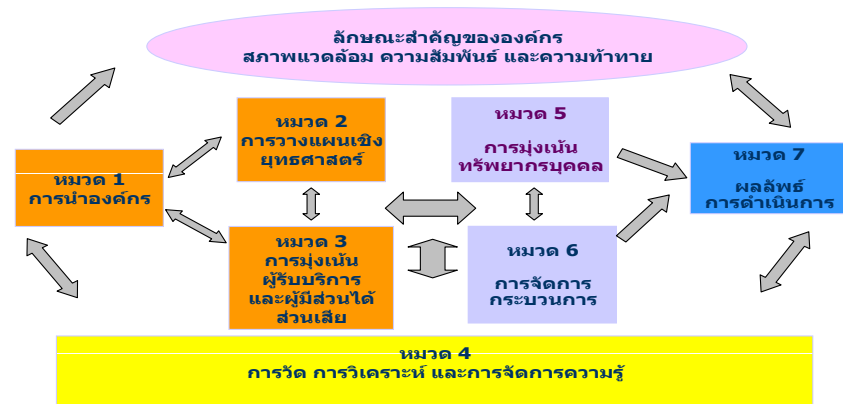 ลักษณะสำคัญขององค์กร
สภาพแวดล้อม ความสัมพันธ์ และความท้าทาย
หมวด 1
การนำองค์กร
หมวด 2
การวางแผนเชิง
ยุทธศาสตร์
หมวด 3
การมุ่งเน้น
ผู้รับบริการ
และผู้มีส่วนได้
ส่วนเสีย
หมวด 5
การมุ่งเน้น
ทรัพยากรบุคคล
หมวด 6
การจัดการ
กระบวนการ
หมวด 7
ผลลัพธ์
การดำเนินการ
หมวด 4
การวัด การวิเคราะห์ และการจัดการความรู้